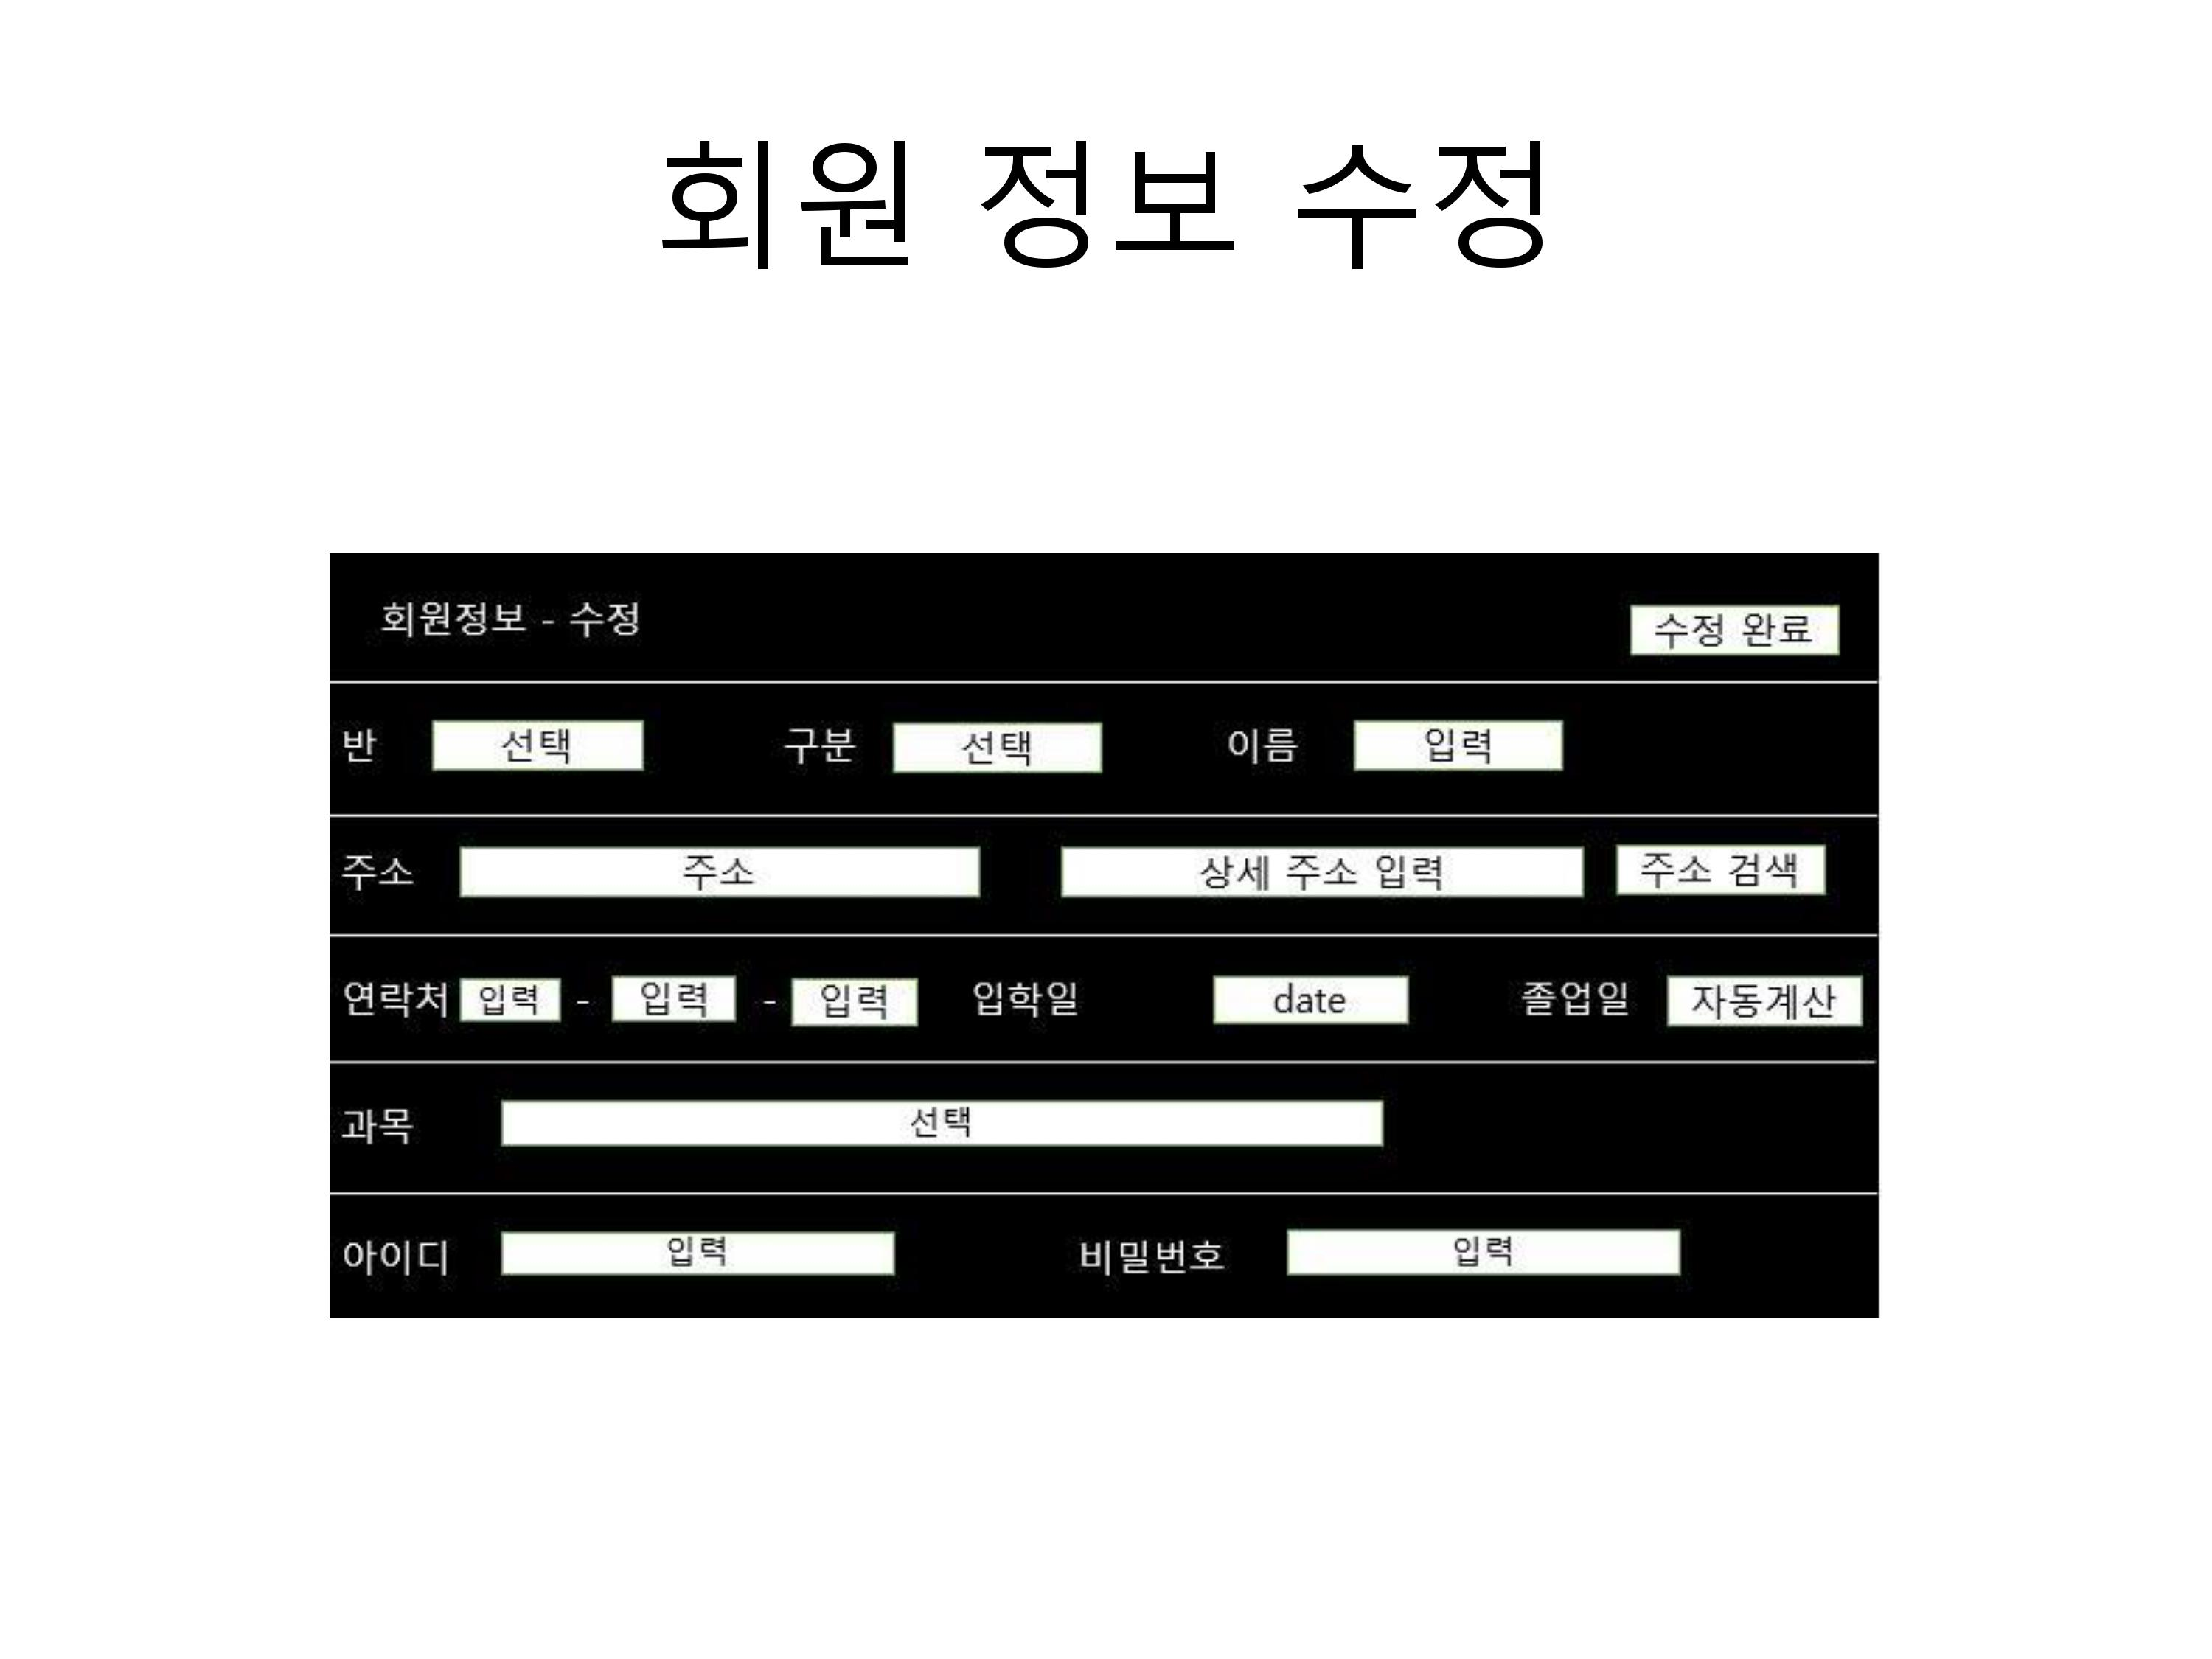 회원 정보 수정
회원정보 - 수정 수정 완료
반 선택 구분 선택 이름 입력
주소 주소 상세 주소 입력 주소 검색
연락처 입력 - 입력 - 입력 입학일 date 졸업일 자동계산
과목 선택
아이디 입력 비밀번호 입력